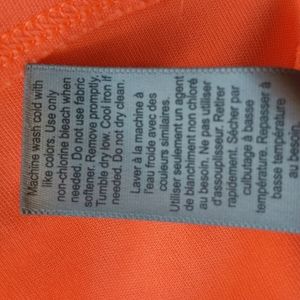 Machine wash cold with
like colors. Use only
non-chlorine bleach when
needed. Do not use fabric
softener. Remove promptly.
Tumble dry low. Cool iron if
needed. Do not dry clean.
Laver à la machine à
l'eau froide avec des
couleurs similaires.
Utiliser seulement un agent
de blanchiment non chloré
au besoin. Ne pas utiliser
d'assouplisseur. Retirer
rapidement. Sécher par
culbutage à basse
température. Repasser à
basse température
au besoin.